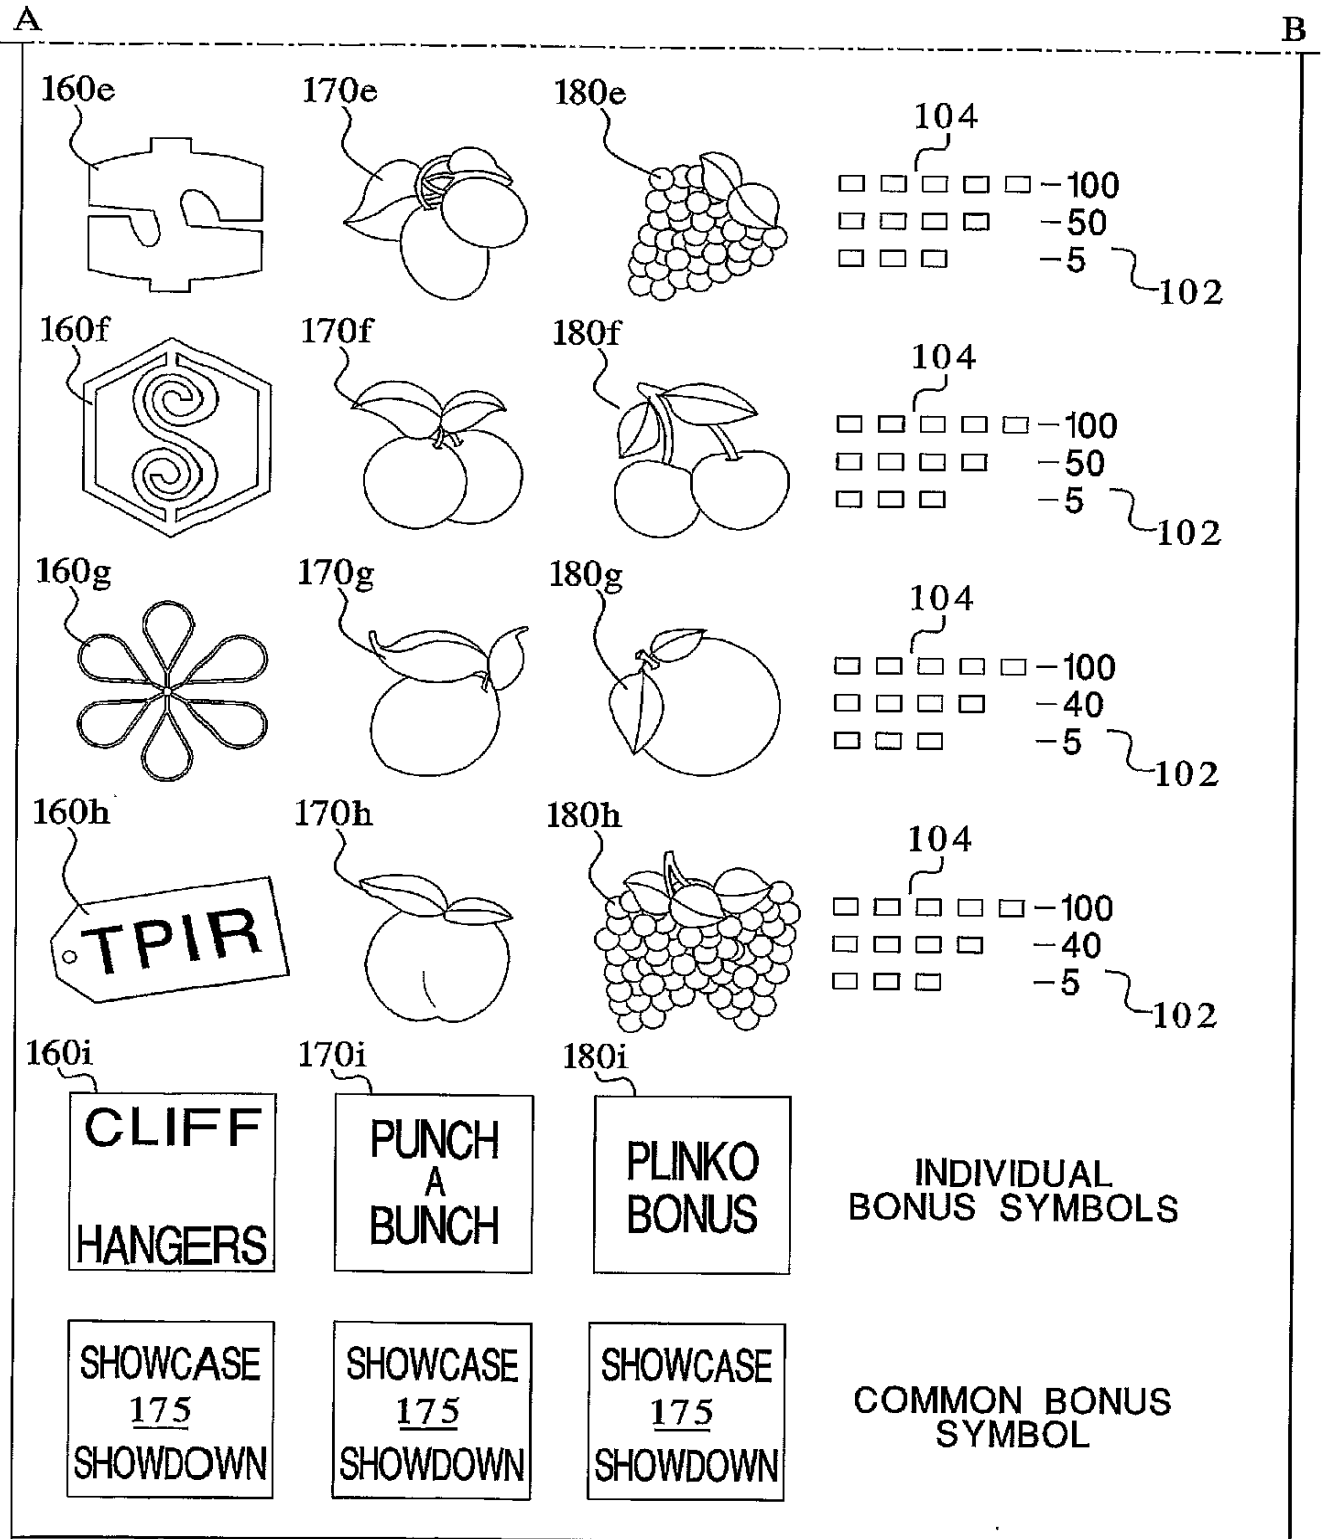 A B
160e 170e 180e 104
-100
-50
-5
102
160f 170f 180f 104
-100
-50
-5
102
160g 170g 180g 104
-100
-40
-5
102
160h 170h 180h 104
TPIR
-100
-40
-5
102
160i 170i 180i
CLIFF
HANGERS
PUNCH
A
BUNCH
PLINKO
BONUS
INDIVIDUAL
BONUS SYMBOLS
SHOWCASE
175
SHOWDOWN
SHOWCASE
175
SHOWDOWN
SHOWCASE
175
SHOWDOWN
COMMON BONUS
SYMBOL